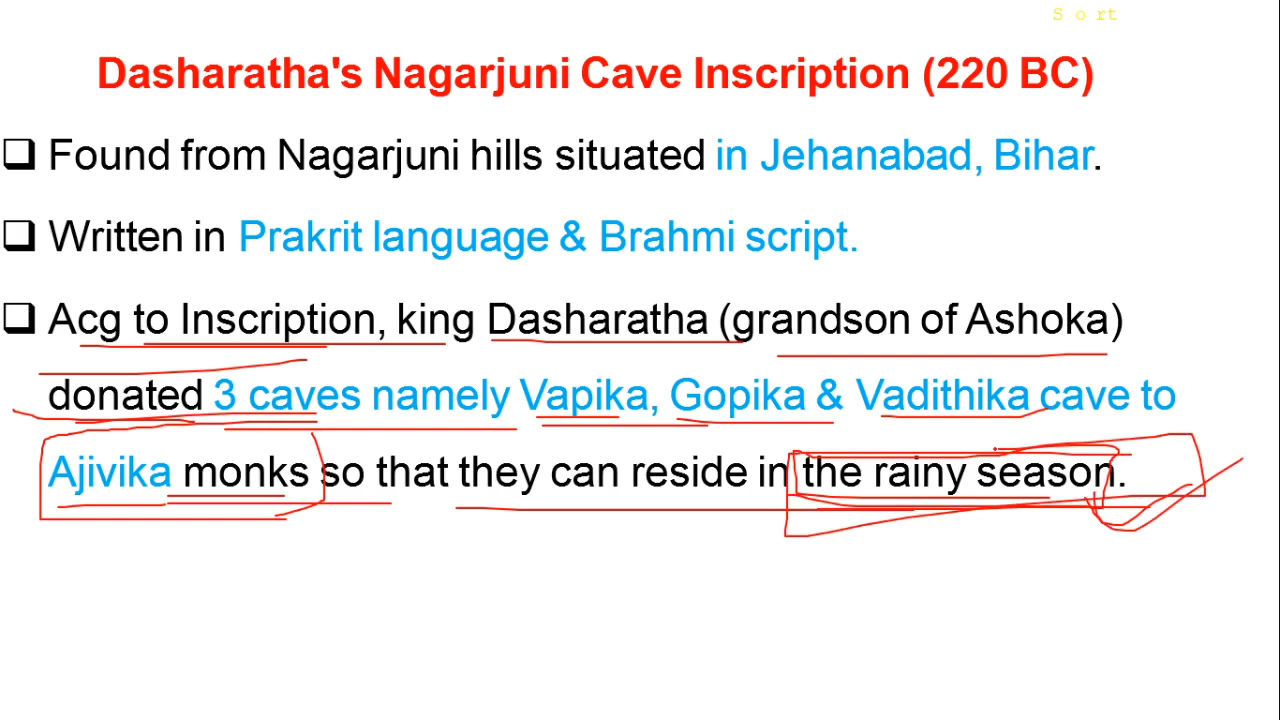 S o rt
Dasharatha's Nagarjuni Cave Inscription (220 BC)
❑ Found from Nagarjuni hills situated in Jehanabad, Bihar.
❑ Written in Prakrit language & Brahmi script.
❑ Acg to Inscription, king Dasharatha (grandson of Ashoka)
donated 3 caves namely Vapika, Gopika & Vadithika cave to
Ajivika monks so that they can reside in the rainy season.